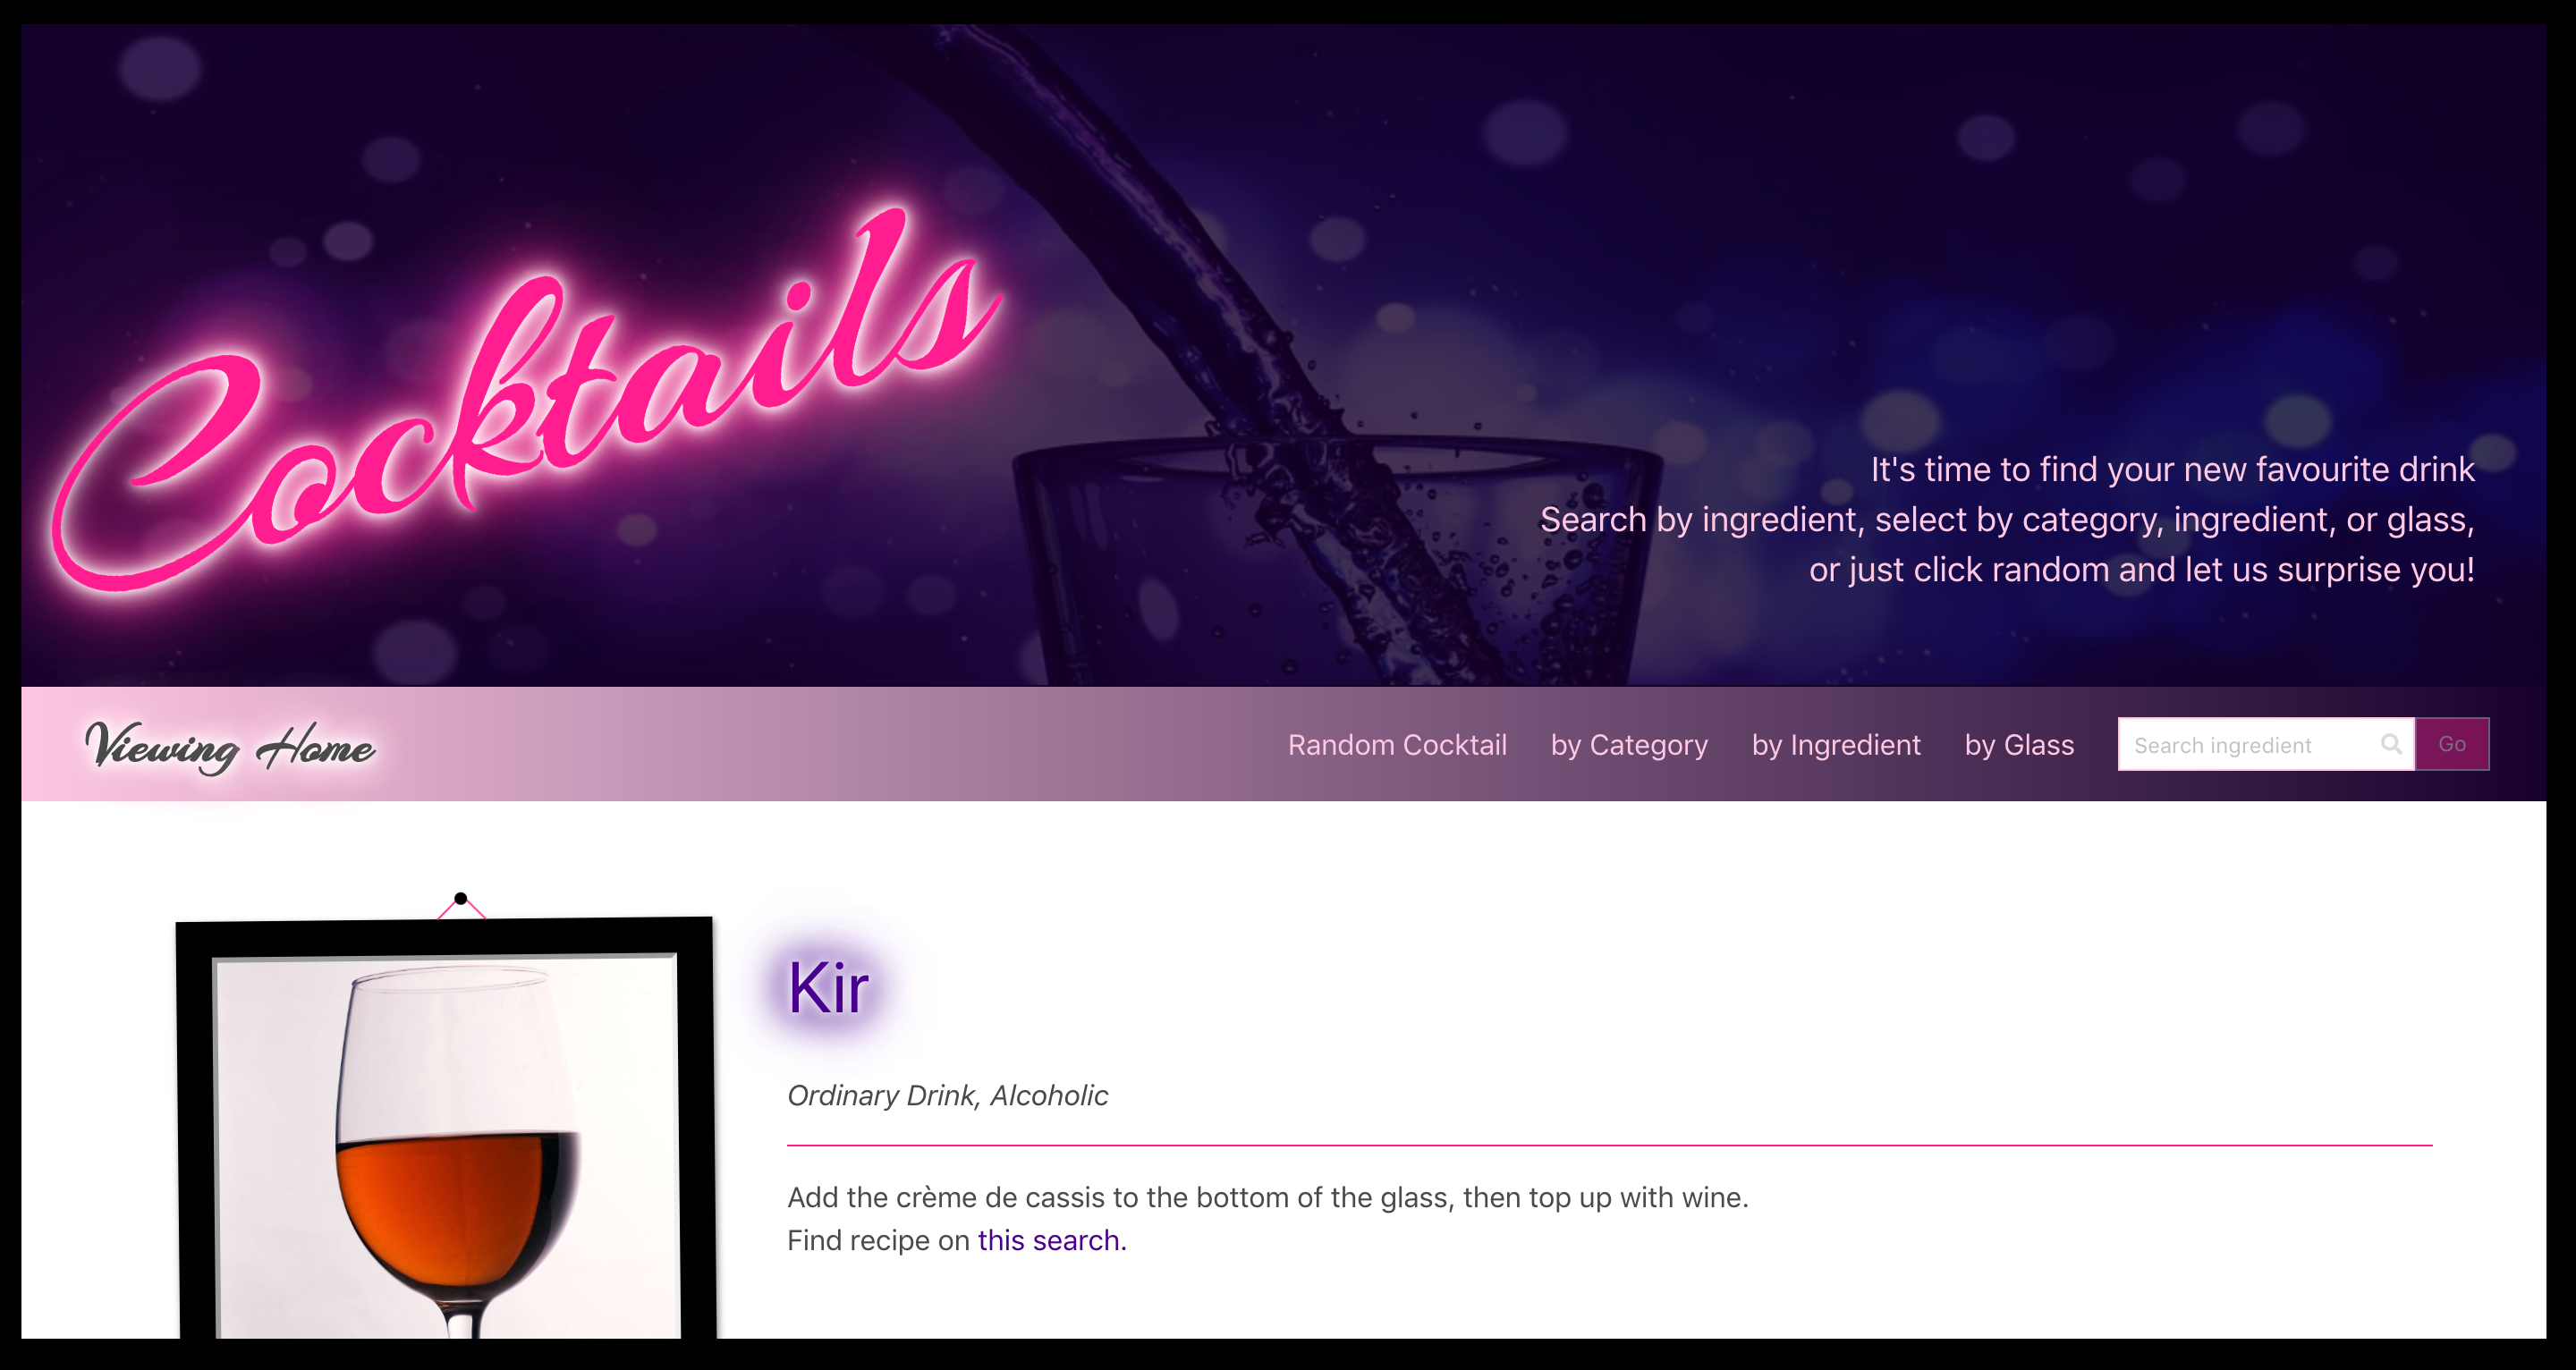 Cocktails
It's time to find your new favourite drink
Search by ingredient, select by category, ingredient, or glass,
or just click random and let us surprise you!
Viewing Home
Random Cocktail by Category by Ingredient by Glass Search ingredient Go
Kir
Ordinary Drink, Alcoholic
Add the crème de cassis to the bottom of the glass, then top up with wine.
Find recipe on this search.